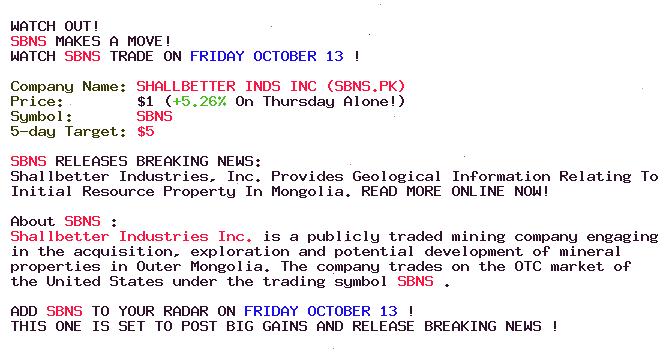 WATCH OUT!
SBNS MAKES A MOVE!
WATCH SBNS TRADE ON FRIDAY OCTOBER 13 !
Company Name: SHALLBETTER INDS INC (SBNS.PK)
Price: $1 (+5.26% On Thursday Alone!)
Symbol: SBNS
5-day Target: $5
SBNS RELEASES BREAKING NEWS:
Shallbetter Industries, Inc. Provides Geological Information Relating To
Initial Resource Property In Mongolia. READ MORE ONLINE NOW!
About SBNS :
Shallbetter Industries Inc. is a publicly traded mining company engaging
in the acquisition, exploration and potential development of mineral
properties in Outer Mongolia. The company trades on the OTC market of
the United States under the trading symbol SBNS .
ADD SBNS TO YOUR RADAR ON FRIDAY OCTOBER 13 !
THIS ONE IS SET TO POST BIG GAINS AND RELEASE BREAKING NEWS !